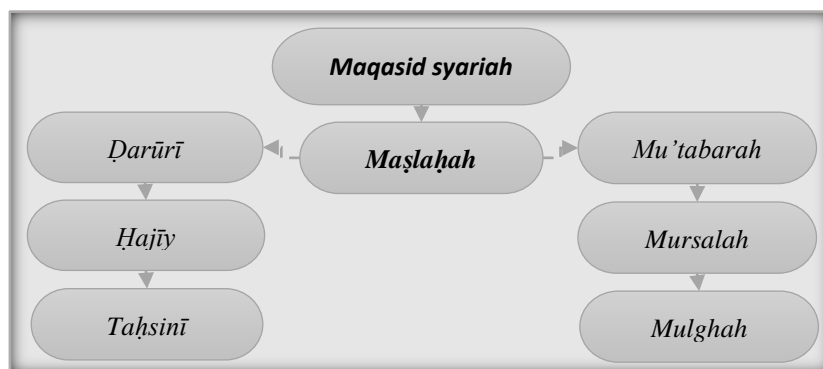 Maqasid syariah
Ḍarūrī
Maṣlaḥah
Mu’tabarah
Ḥajīy
Mursalah
Taḥsinī
Mulghah